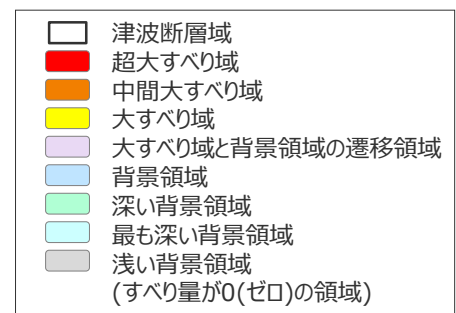 津波断層域
超大すべり域
中間大すべり域
大すべり域
大すべり域と背景領域の遷移領域
背景領域
深い背景領域
最も深い背景領域
浅い背景領域
(すべり量が0(ゼロ)の領域)